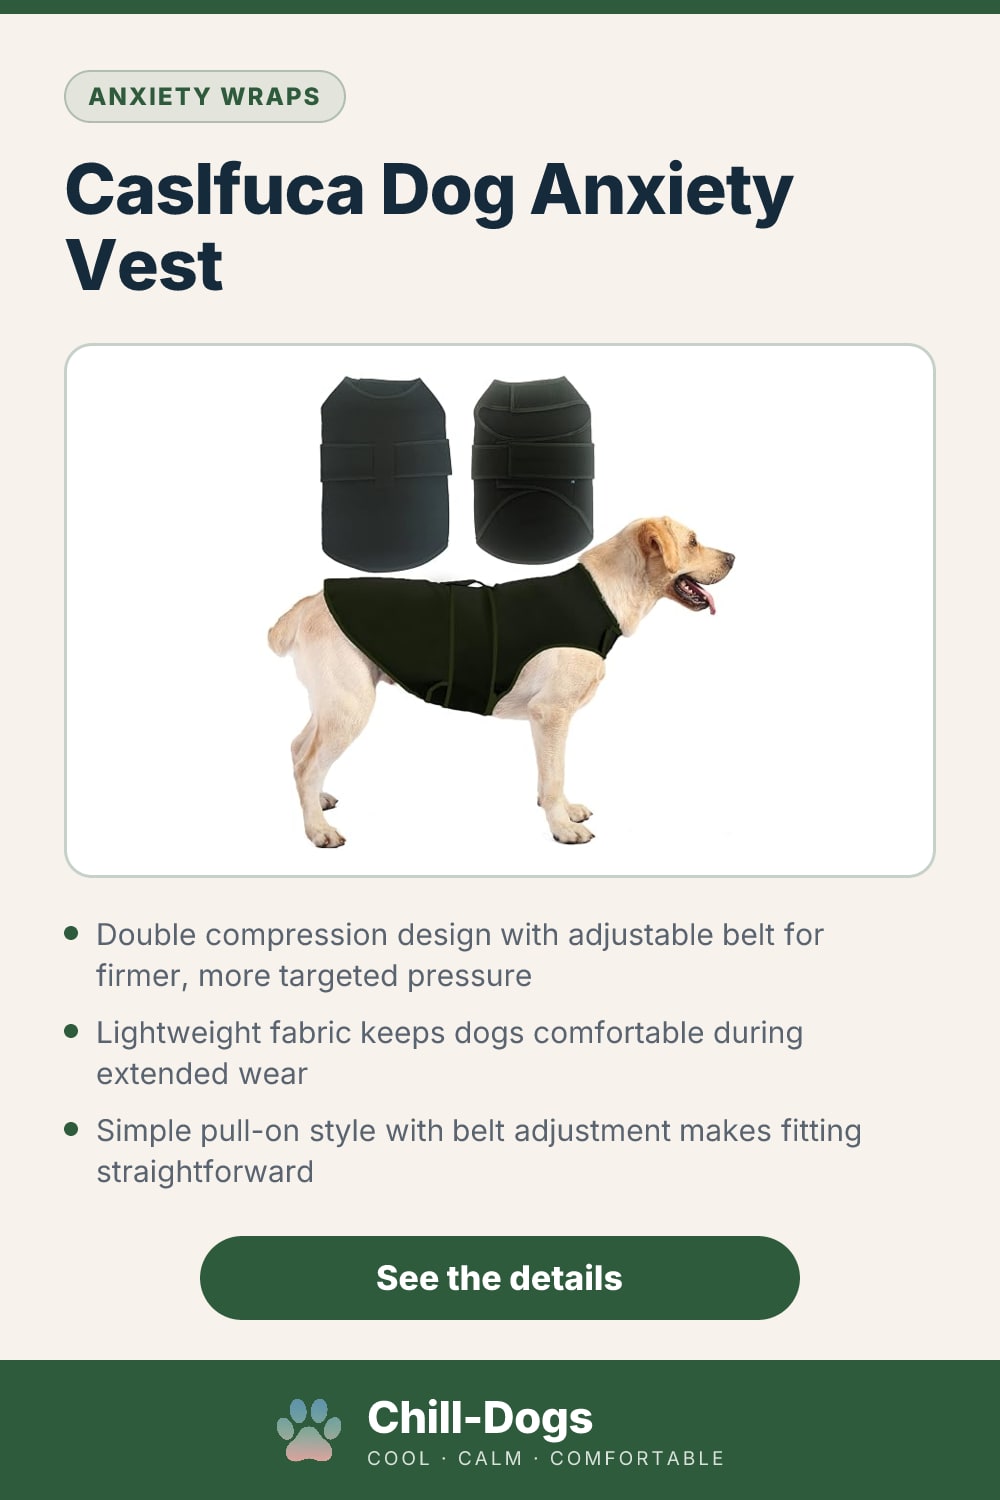 ANXIETY WRAPS
Caslfuca Dog Anxiety
Vest
Double compression design with adjustable belt for
firmer, more targeted pressure
Lightweight fabric keeps dogs comfortable during
extended wear
Simple pull-on style with belt adjustment makes fitting
straightforward
See the details
Chill-Dogs
COOL · CALM · COMFORTABLE